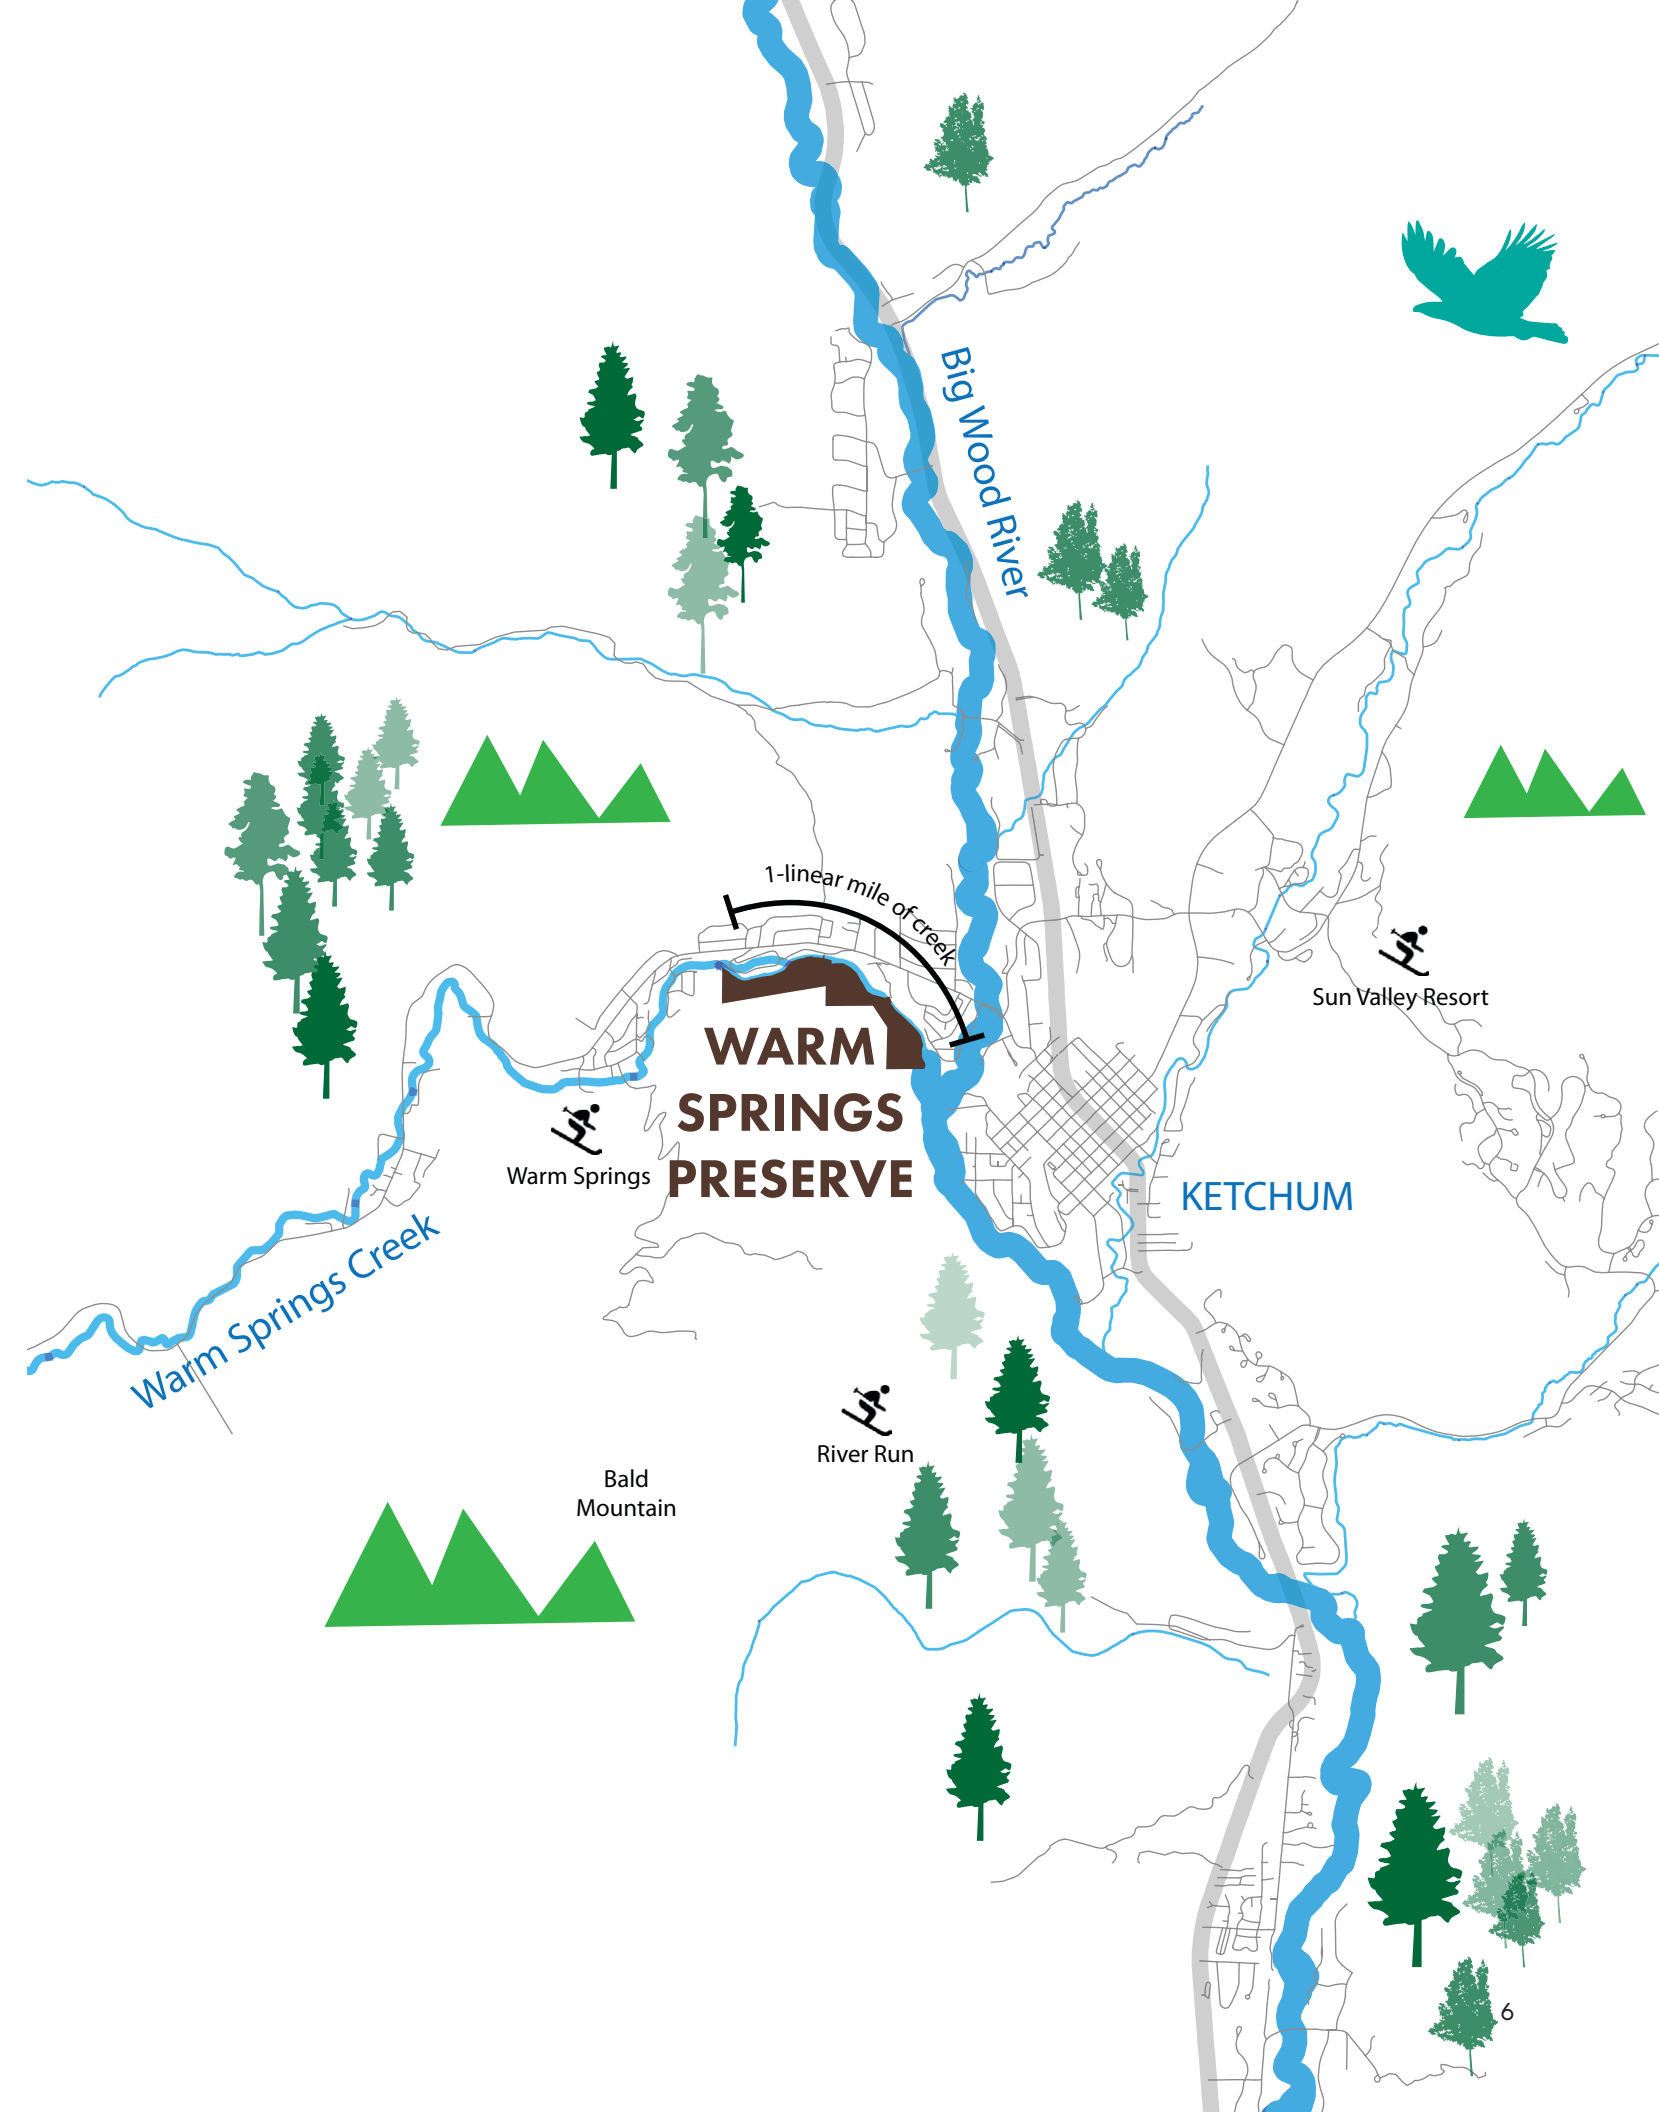 Big Wood River
1-linear mile of creek
Sun Valley Resort
WARM
SPRINGS
PRESERVE
Warm Springs
KETCHUM
Warm Springs Creek
River Run
Bald
Mountain
6